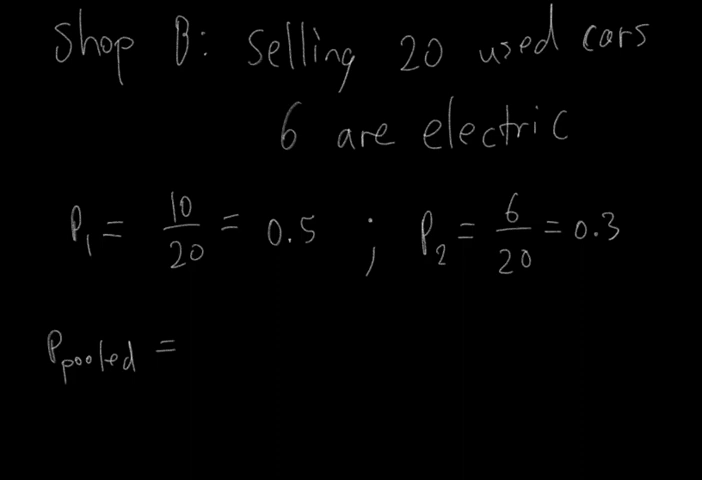 Shop B: Selling 20 used cars
6 are electric
P₁ = 10/20 = 0.5 ; P₂ = 6/20 = 0.3
Ppooled =